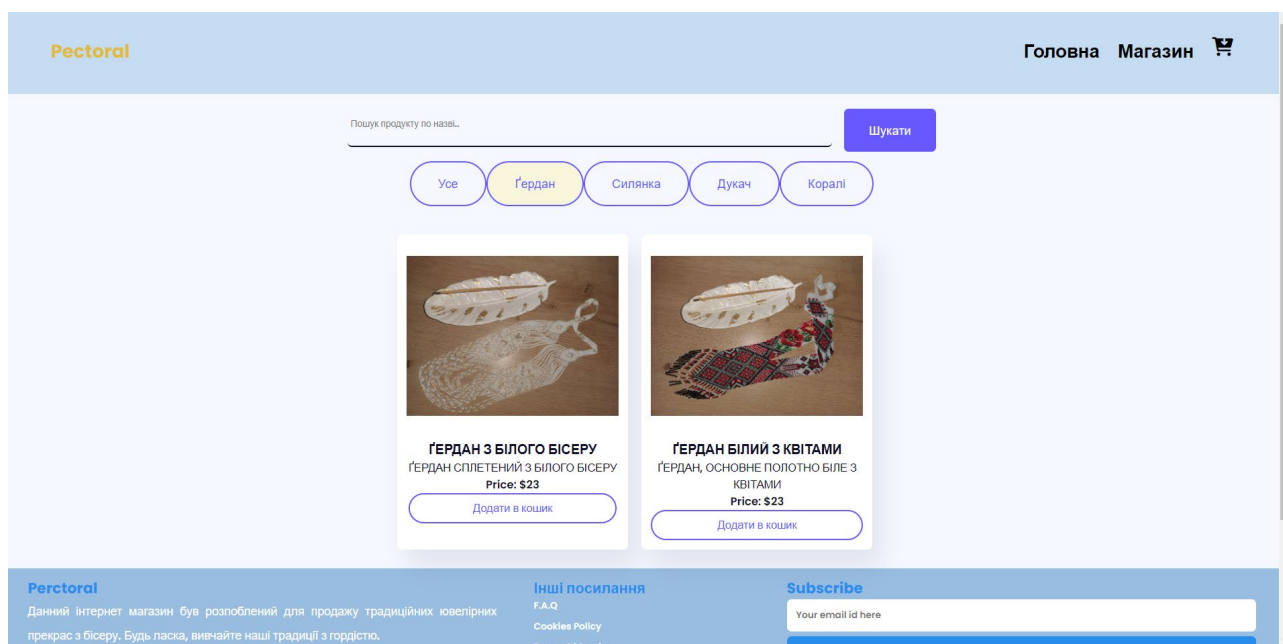 Pectoral
Головна Магазин
Пошук продукту по назві..
Шукати
Усе Ґердан Силянка Дукач Коралі
ҐЕРДАН З БІЛОГО БІСЕРУ
ҐЕРДАН СПЛЕТЕНИЙ З БІЛОГО БІСЕРУ
Price: $23
Додати в кошик
ҐЕРДАН БІЛИЙ З КВІТАМИ
ҐЕРДАН, ОСНОВНЕ ПОЛОТНО БІЛЕ З
КВІТАМИ
Price: $23
Додати в кошик
Perctoral
Данний інтернет магазин був розпоблений для продажу традиційних ювелірних
прекрас з бісеру. Будь ласка, вивчайте наші традиції з гордістю.
Інші посилання
F.A.Q
Cookies Policy
Subscribe
Your email id here